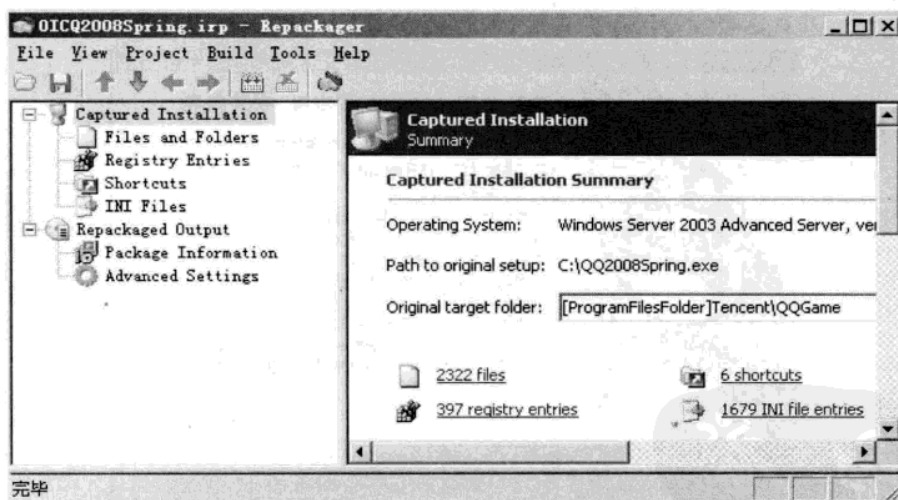 OICQ2008Spring.irp - Repackager
File View Project Build Tools Help
Captured Installation
Files and Folders
Registry Entries
Shortcuts
INI Files
Repackaged Output
Package Information
Advanced Settings
Captured Installation
Summary
Captured Installation Summary
Operating System: Windows Server 2003 Advanced Server, ver
Path to original setup: C:\QQ2008Spring.exe
Original target folder: [ProgramFilesFolder]Tencent\QQGame
2322 files 6 shortcuts
397 registry entries 1679 INI file entries
完毕